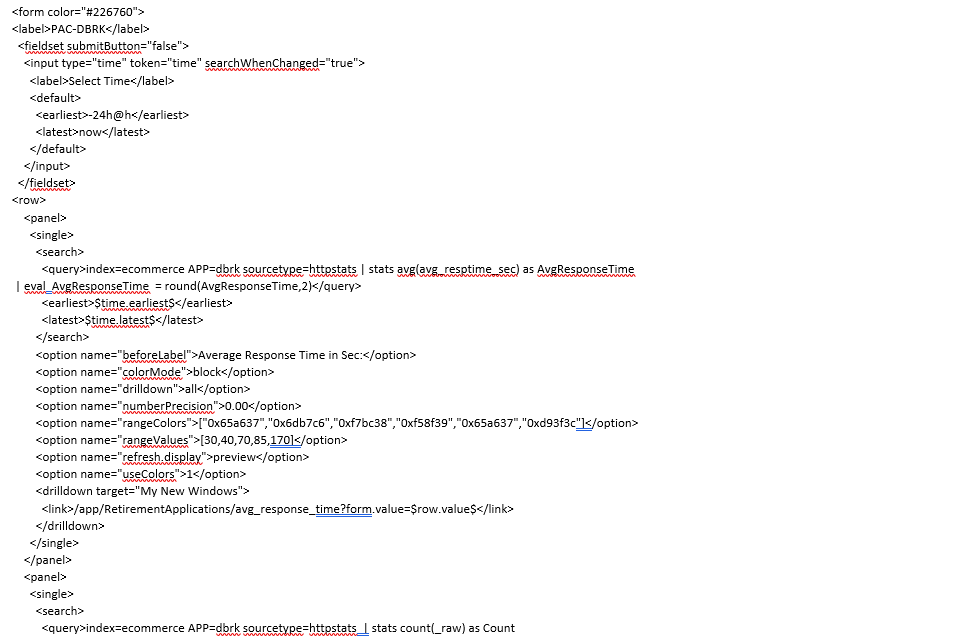 <form color="#226760">
<label>PAC-DBRK</label>
<fieldset submitButton="false">
<input type="time" token="time" searchWhenChanged="true">
<label>Select Time</label>
<default>
<earliest>-24h@h</earliest>
<latest>now</latest>
</default>
</input>
</fieldset>
<row>
<panel>
<single>
<search>
<query>index=ecommerce APP=dbrk sourcetype=httpstats | stats avg(avg_resptime_sec) as AvgResponseTime
| eval AvgResponseTime = round(AvgResponseTime,2)</query>
<earliest>$time.earliest$</earliest>
<latest>$time.latest$</latest>
</search>
<option name="beforeLabel">Average Response Time in Sec:</option>
<option name="colorMode">block</option>
<option name="drilldown">all</option>
<option name="numberPrecision">0.00</option>
<option name="rangeColors">["0x65a637","0x6db7c6","0xf7bc38","0xf58f39","0x65a637","0xd93f3c"]</option>
<option name="rangeValues">[30,40,70,85,170]</option>
<option name="refresh.display">preview</option>
<option name="useColors">1</option>
<drilldown target="My New Windows">
<link>/app/RetirementApplications/avg_response_time?form.value=$row.value$</link>
</drilldown>
</single>
</panel>
<panel>
<single>
<search>
<query>index=ecommerce APP=dbrk sourcetype=httpstats | stats count(_raw) as Count